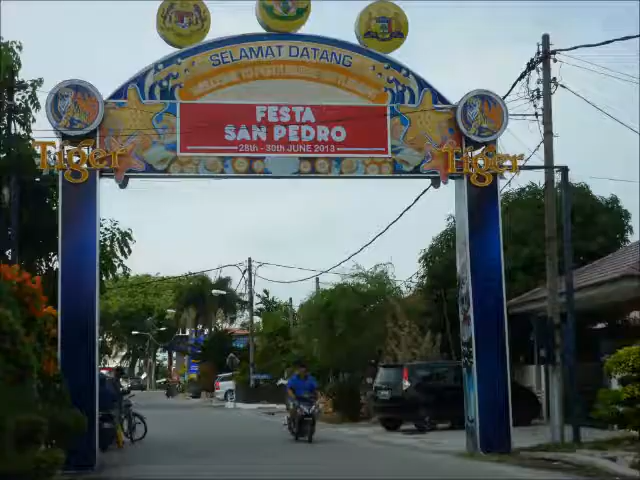 SELAMAT DATANG
FESTA
SAN PEDRO
28th - 30th JUNE 2013
Tiger
Tiger